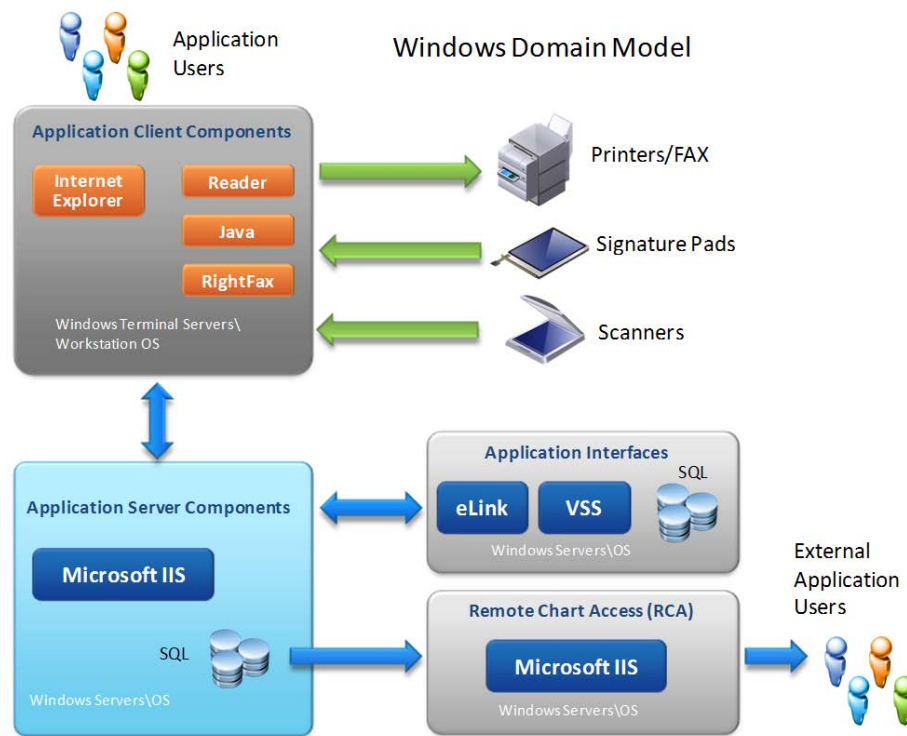 Application
Users
Windows Domain Model
Application Client Components
Internet
Explorer
Reader
Java
RightFax
Windows Terminal Servers\
Workstation OS
Printers/FAX
Signature Pads
Scanners
Application Server Components
Microsoft IIS
SQL
Windows Servers\OS
Application Interfaces
SQL
eLink
VSS
Windows Servers\OS
Remote Chart Access (RCA)
Microsoft IIS
Windows Servers\OS
External
Application
Users